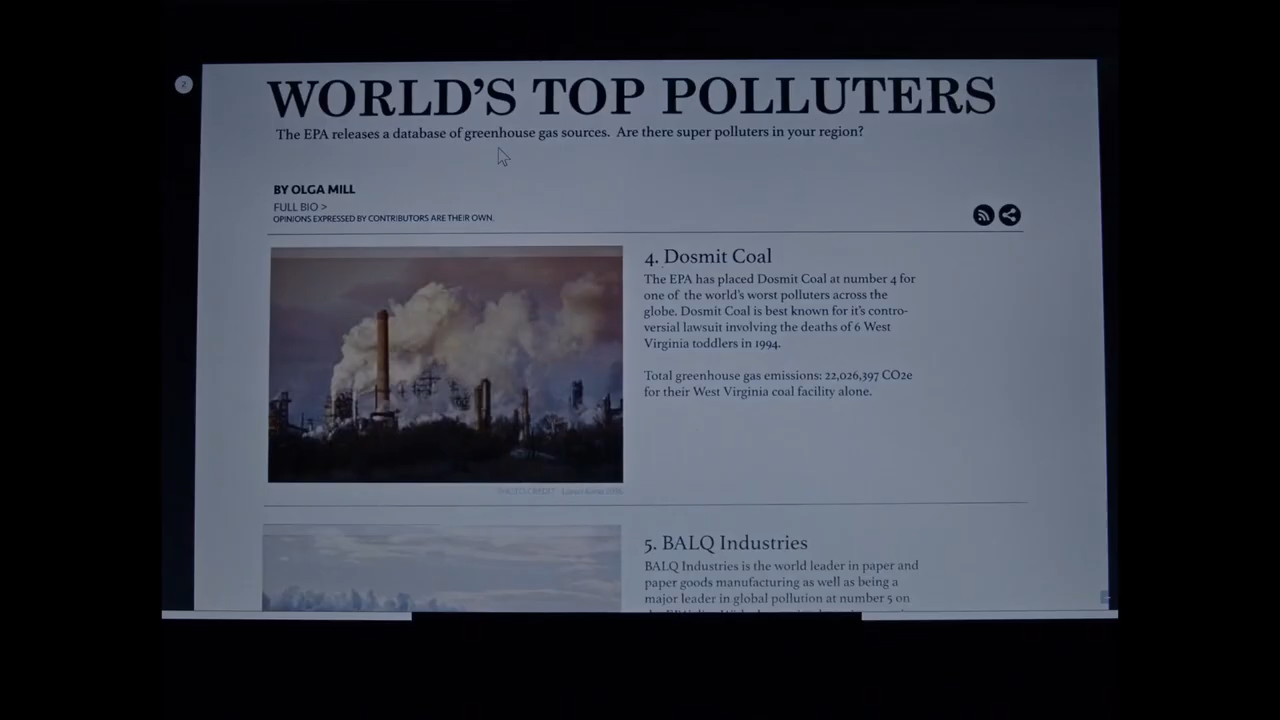 2
WORLD'S TOP POLLUTERS
The EPA releases a database of greenhouse gas sources. Are there super polluters in your region?
BY OLGA MILL
FULL BIO >
OPINIONS EXPRESSED BY CONTRIBUTORS ARE THEIR OWN.
4. Dosmit Coal
The EPA has placed Dosmit Coal at number 4 for
one of the world's worst polluters across the
globe. Dosmit Coal is best known for it's contro-
versial lawsuit involving the deaths of 6 West
Virginia toddlers in 1994.
Total greenhouse gas emissions: 22,026,397 CO2e
for their West Virginia coal facility alone.
PHOTO CREDIT
5. BALQ Industries
BALQ Industries is the world leader in paper and
paper goods manufacturing as well as being a
major leader in global pollution at number 5 on